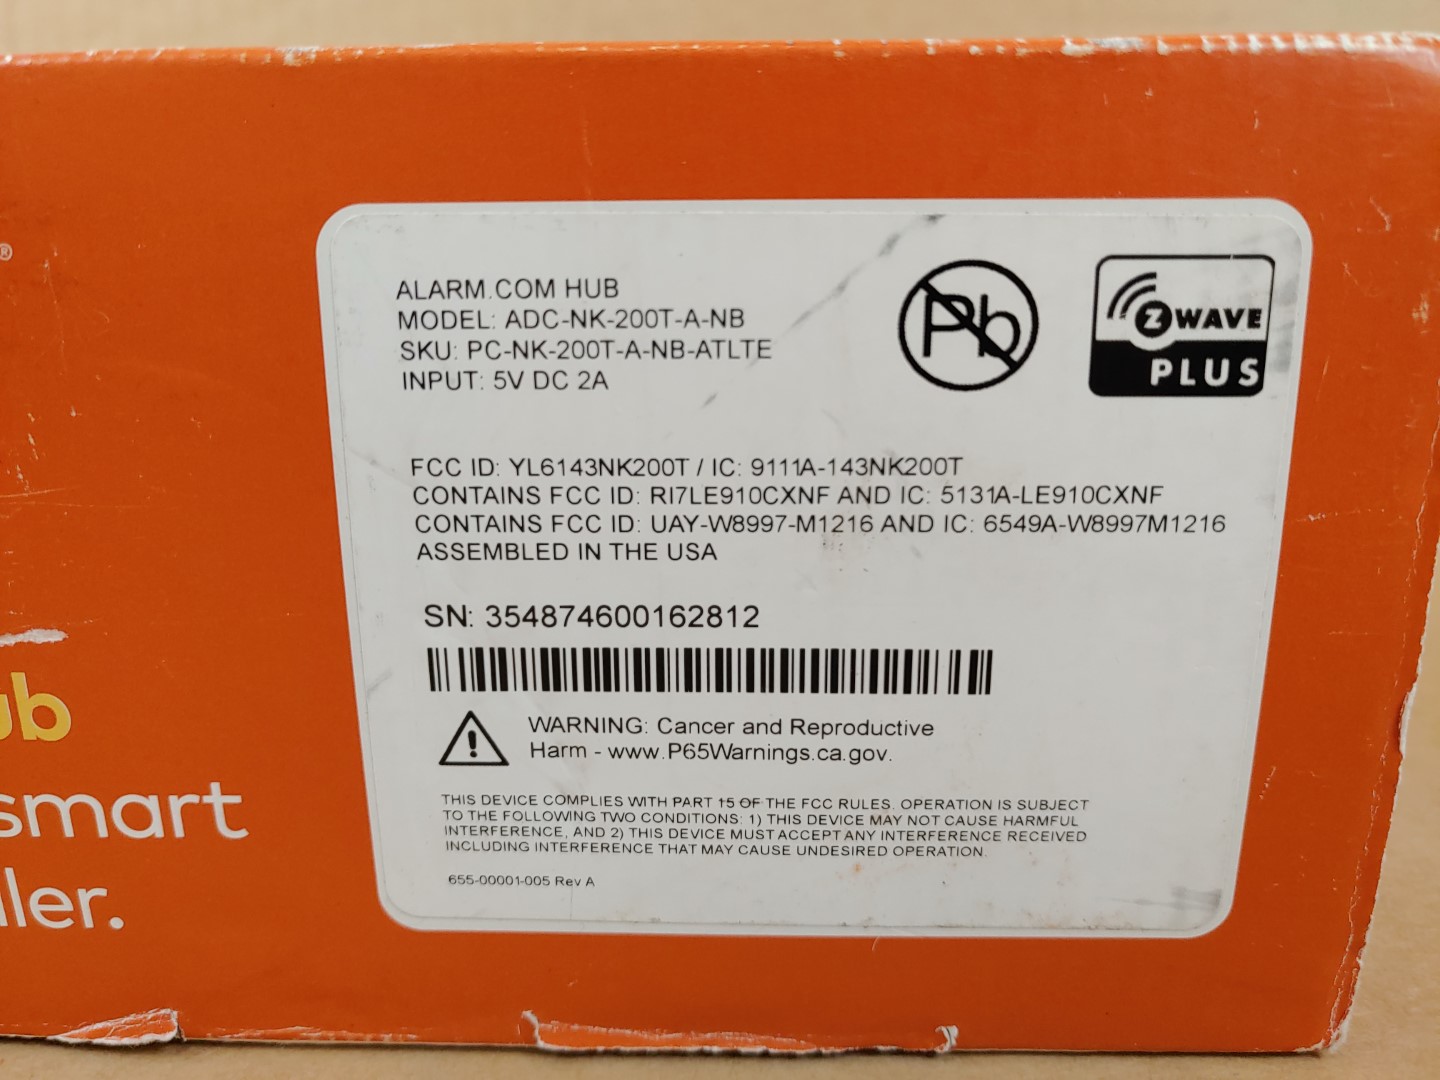 ®
ALARM.COM HUB
MODEL: ADC-NK-200T-A-NB
SKU: PC-NK-200T-A-NB-ATLTE
INPUT: 5V DC 2A
Pb
Z WAVE
PLUS
FCC ID: YL6143NK200T / IC: 9111A-143NK200T
CONTAINS FCC ID: RI7LE910CXNF AND IC: 5131A-LE910CXNF
CONTAINS FCC ID: UAY-W8997-M1216 AND IC: 6549A-W8997M1216
ASSEMBLED IN THE USA
SN: 354874600162812
WARNING: Cancer and Reproductive
Harm - www.P65Warnings.ca.gov.
THIS DEVICE COMPLIES WITH PART 15 OF THE FCC RULES. OPERATION IS SUBJECT
TO THE FOLLOWING TWO CONDITIONS: 1) THIS DEVICE MAY NOT CAUSE HARMFUL
INTERFERENCE, AND 2) THIS DEVICE MUST ACCEPT ANY INTERFERENCE RECEIVED
INCLUDING INTERFERENCE THAT MAY CAUSE UNDESIRED OPERATION.
655-00001-005 Rev A
ub
smart
ller.